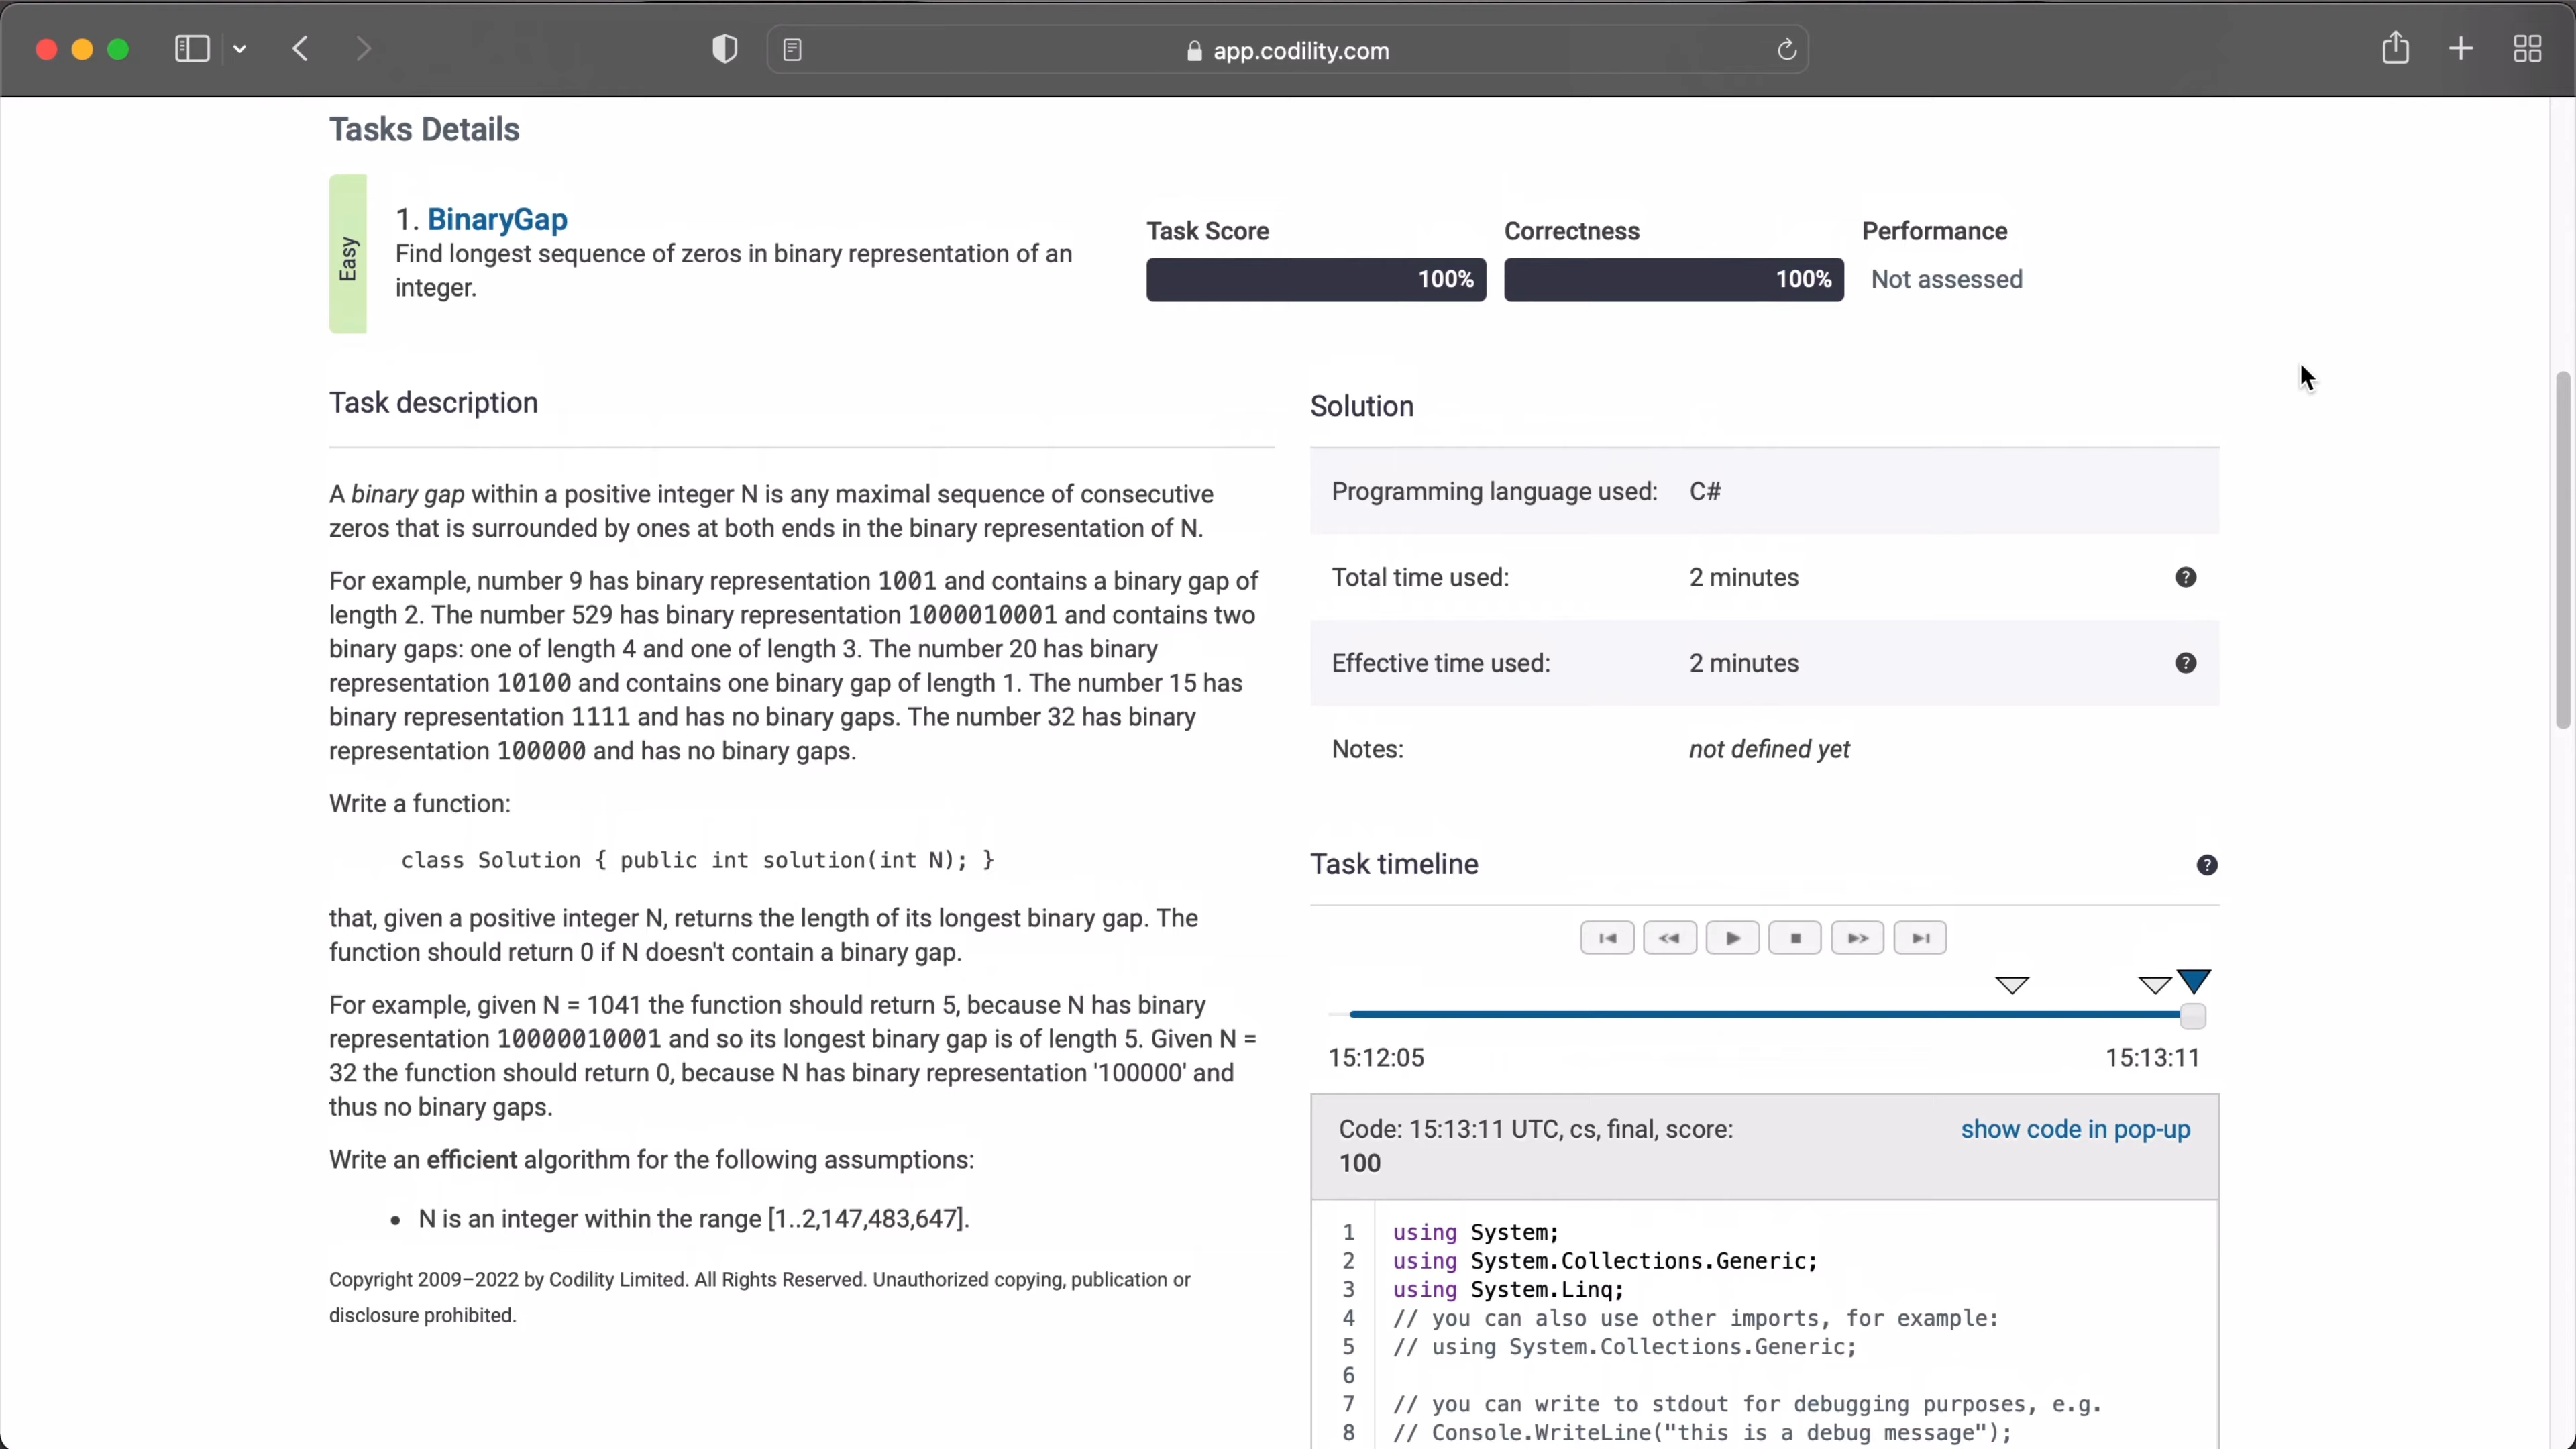 app.codility.com
Tasks Details
Easy
1. BinaryGap
Find longest sequence of zeros in binary representation of an
integer.
Task Score
100%
Correctness
100%
Performance
Not assessed
Task description
A binary gap within a positive integer N is any maximal sequence of consecutive
zeros that is surrounded by ones at both ends in the binary representation of N.
For example, number 9 has binary representation 1001 and contains a binary gap of
length 2. The number 529 has binary representation 1000010001 and contains two
binary gaps: one of length 4 and one of length 3. The number 20 has binary
representation 10100 and contains one binary gap of length 1. The number 15 has
binary representation 1111 and has no binary gaps. The number 32 has binary
representation 100000 and has no binary gaps.
Write a function:
class Solution { public int solution(int N); }
that, given a positive integer N, returns the length of its longest binary gap. The
function should return 0 if N doesn't contain a binary gap.
For example, given N = 1041 the function should return 5, because N has binary
representation 10000010001 and so its longest binary gap is of length 5. Given N =
32 the function should return 0, because N has binary representation '100000' and
thus no binary gaps.
Write an efficient algorithm for the following assumptions:
• N is an integer within the range [1..2,147,483,647].
Copyright 2009–2022 by Codility Limited. All Rights Reserved. Unauthorized copying, publication or
disclosure prohibited.
Solution
Programming language used: C#
Total time used: 2 minutes ?
Effective time used: 2 minutes ?
Notes: not defined yet
Task timeline ?
15:12:05 15:13:11
Code: 15:13:11 UTC, cs, final, score: show code in pop-up
100
1 using System;
2 using System.Collections.Generic;
3 using System.Linq;
4 // you can also use other imports, for example:
5 // using System.Collections.Generic;
6
7 // you can write to stdout for debugging purposes, e.g.
8 // Console.WriteLine("this is a debug message");